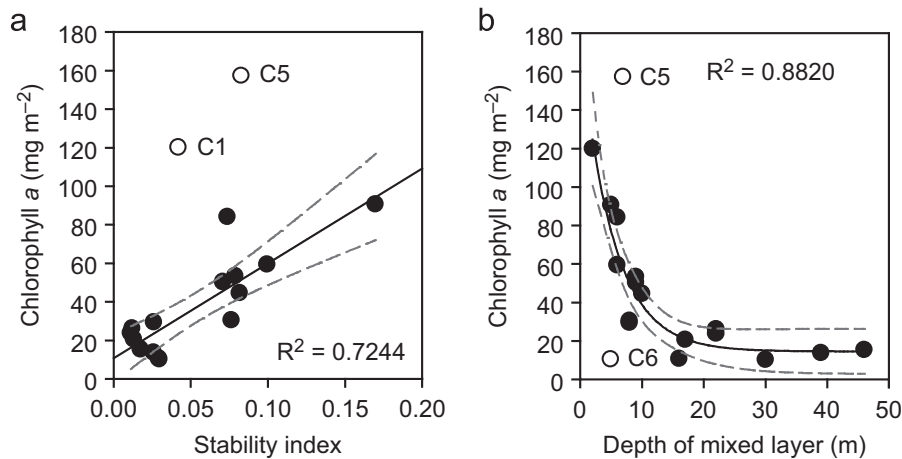 a
Chlorophyll a (mg m−2)
180
160
140
120
100
80
60
40
20
0
C5
C1
R2 = 0.7244
0.00 0.05 0.10 0.15 0.20
Stability index
b
Chlorophyll a (mg m−2)
180
160
140
120
100
80
60
40
20
0
C5
R2 = 0.8820
C6
0 10 20 30 40 50
Depth of mixed layer (m)